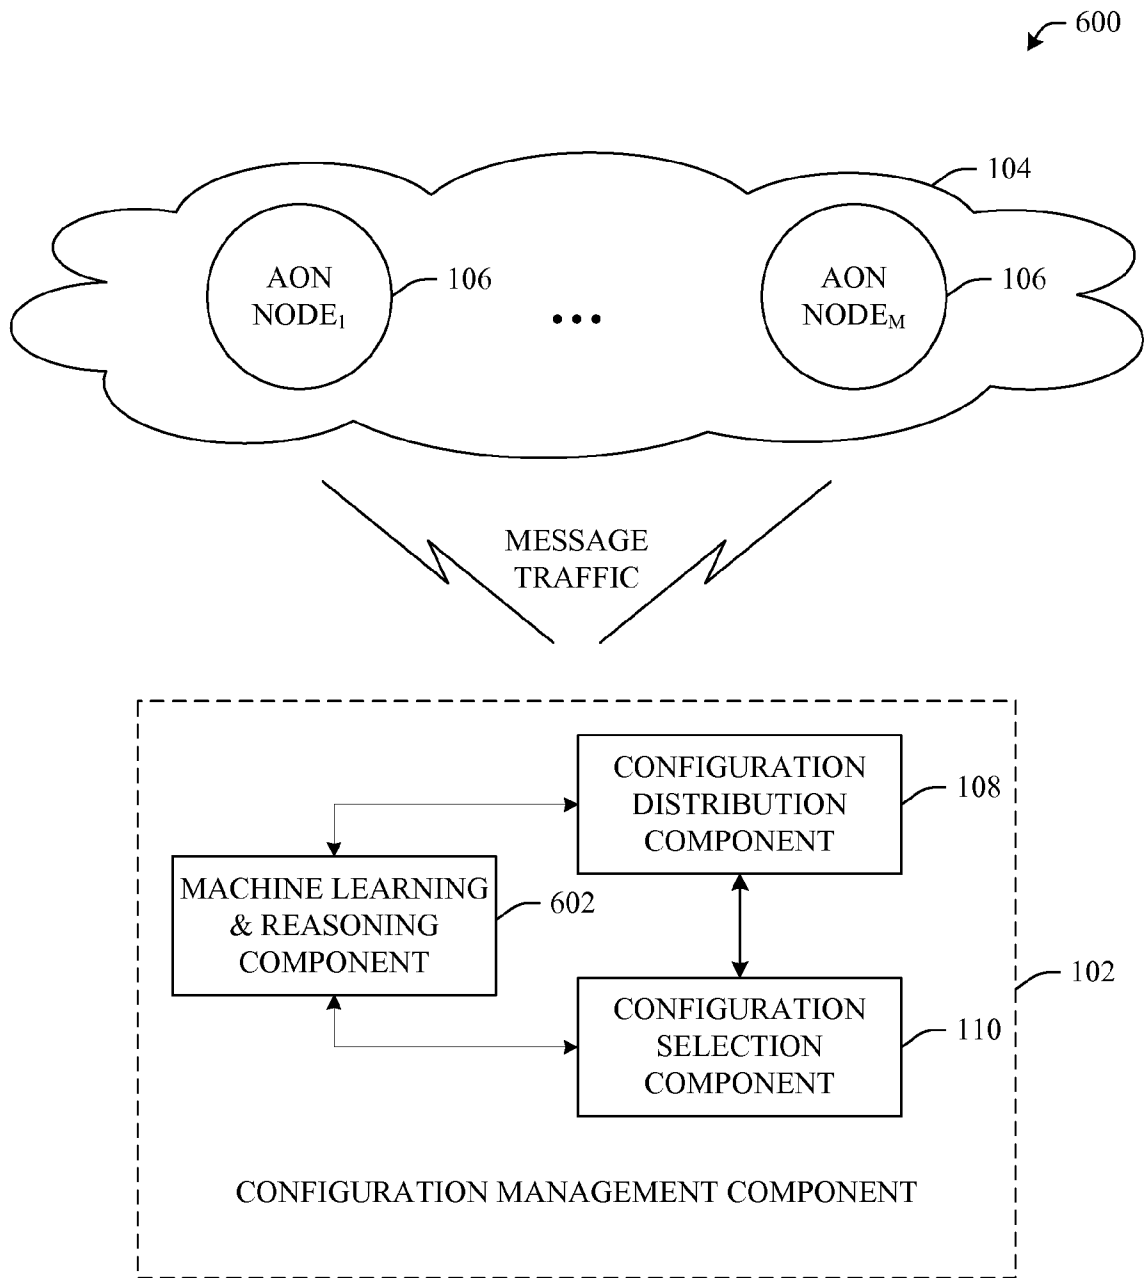 600
104
AON
NODE₁
106
...
AON
NODEM
106
MESSAGE
TRAFFIC
CONFIGURATION
DISTRIBUTION
COMPONENT
108
MACHINE LEARNING
& REASONING
COMPONENT
602
CONFIGURATION
SELECTION
COMPONENT
110
102
CONFIGURATION MANAGEMENT COMPONENT